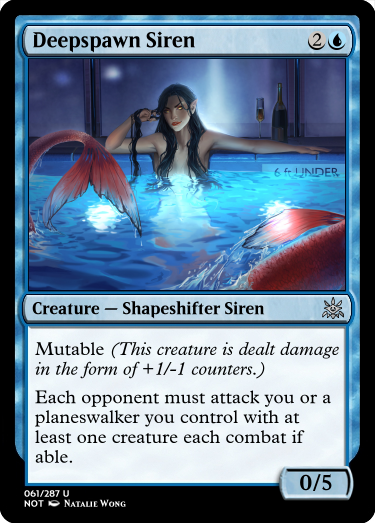 Deepspawn Siren 2
6 ft UNDER
Creature — Shapeshifter Siren
Mutable (This creature is dealt damage
in the form of +1/-1 counters.)
Each opponent must attack you or a
planeswalker you control with at
least one creature each combat if
able.
0/5
061/287 U
NOT Natalie Wong